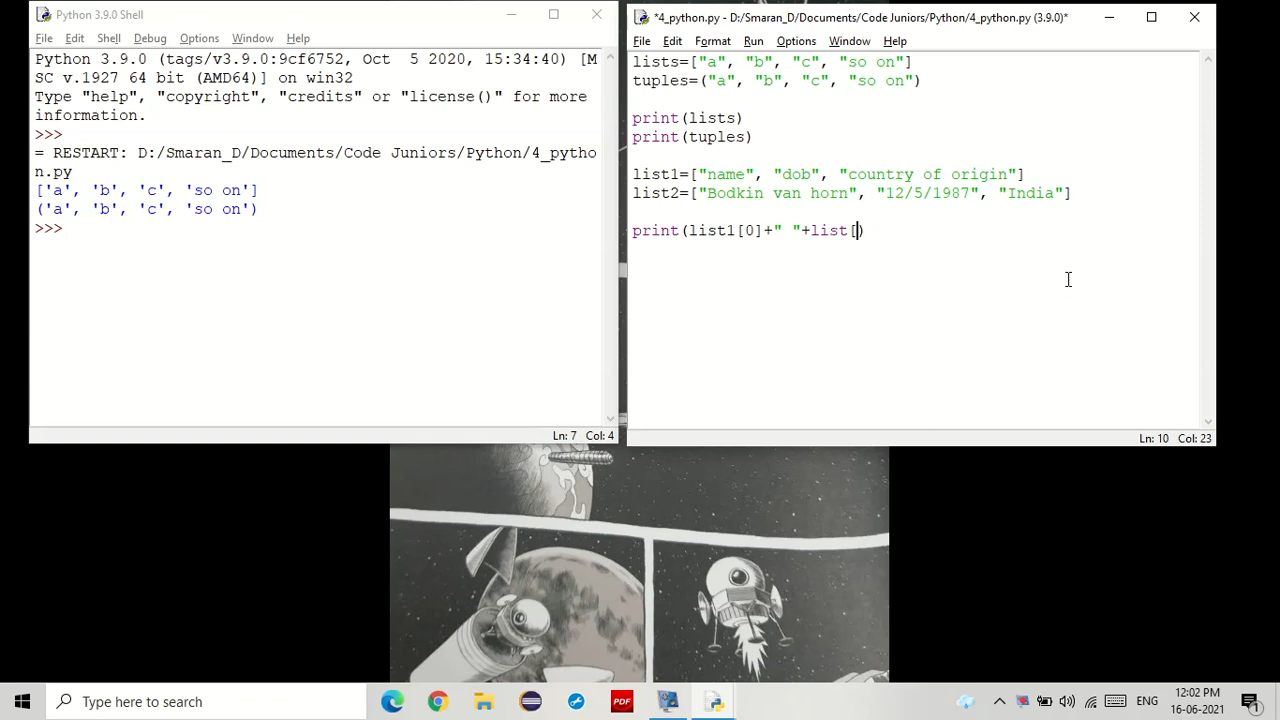 Python 3.9.0 Shell
File Edit Shell Debug Options Window Help
Python 3.9.0 (tags/v3.9.0:9cf6752, Oct  5 2020, 15:34:40) [M
SC v.1927 64 bit (AMD64)] on win32
Type "help", "copyright", "credits" or "license()" for more
information.
>>>
= RESTART: D:/Smaran_D/Documents/Code Juniors/Python/4_pytho
n.py
['a', 'b', 'c', 'so on']
('a', 'b', 'c', 'so on')
>>>
Ln: 7 Col: 4
*4_python.py - D:/Smaran_D/Documents/Code Juniors/Python/4_python.py (3.9.0)*
File Edit Format Run Options Window Help
lists=["a", "b", "c", "so on"]
tuples=("a", "b", "c", "so on")
print(lists)
print(tuples)
list1=["name", "dob", "country of origin"]
list2=["Bodkin van horn", "12/5/1987", "India"]
print(list1[0]+" "+list[)
Ln: 10 Col: 23
Type here to search
PDF
ENG
12:02 PM
16-06-2021
1